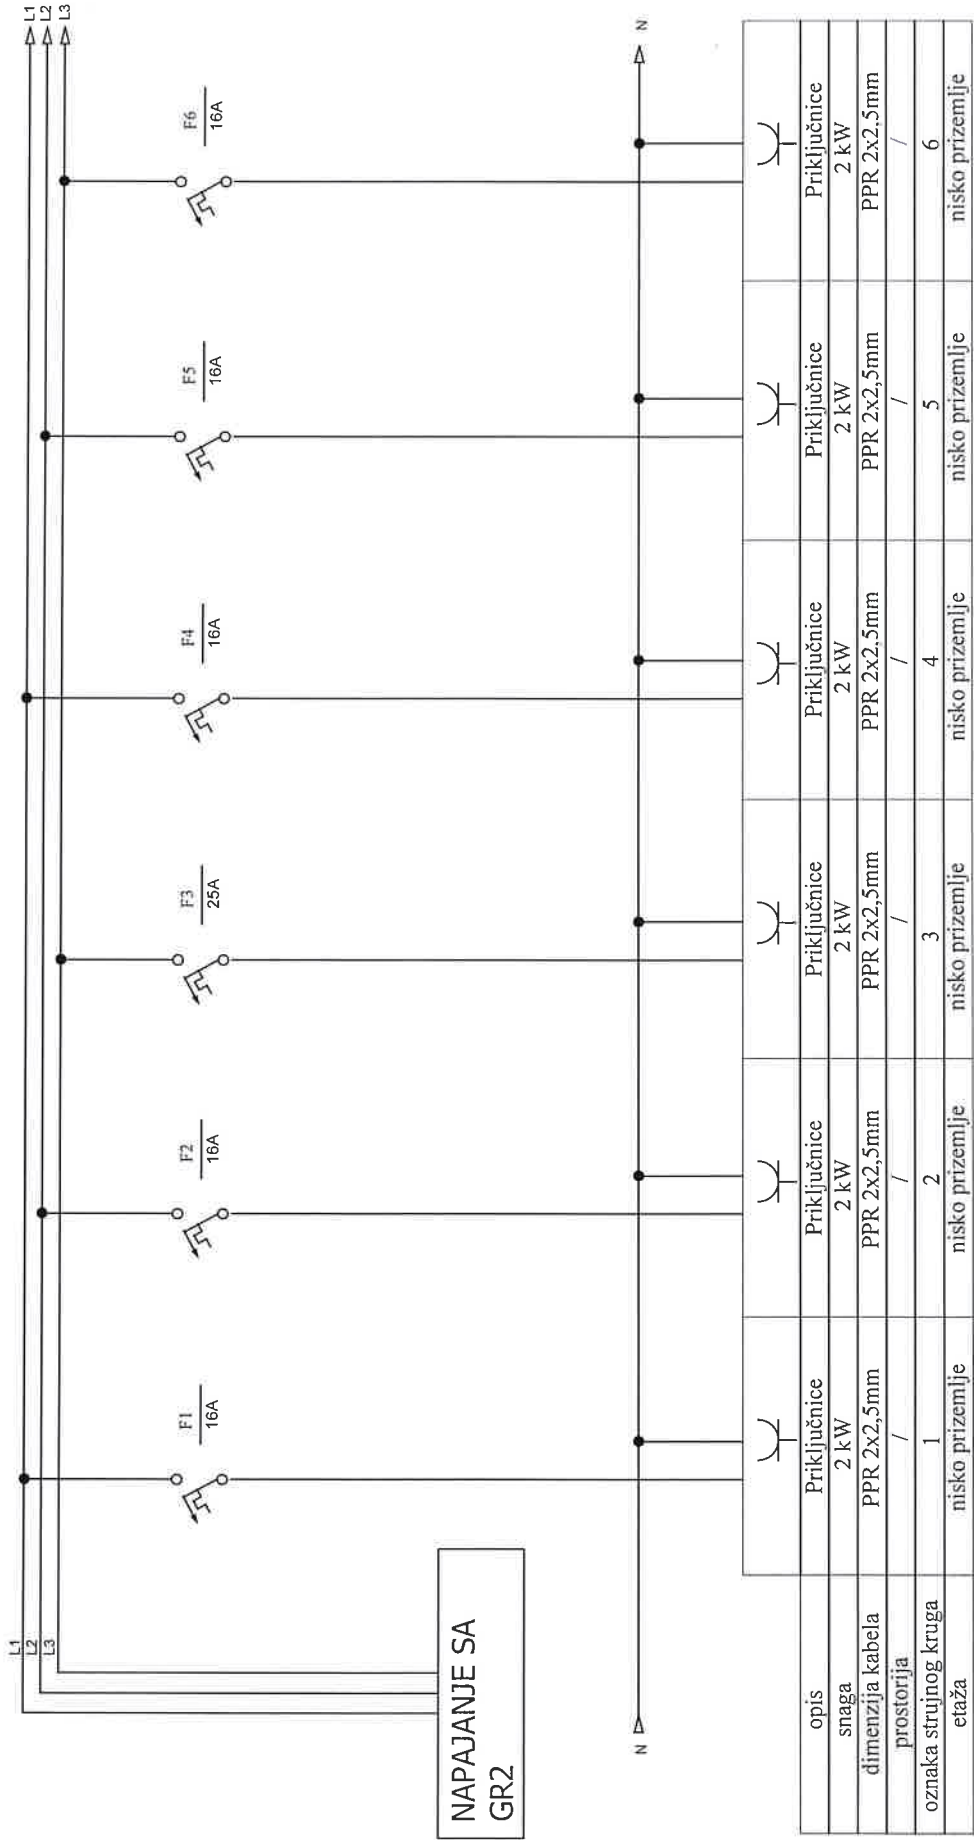 L1
L2
L3
L1
L2
L3
F1
16A
F2
16A
F3
25A
F4
16A
F5
16A
F6
16A
NAPAJANJE SA
GR2
N
N
opis Priključnice Priključnice Priključnice Priključnice Priključnice Priključnice
snaga 2 kW 2 kW 2 kW 2 kW 2 kW 2 kW
dimenzija kabela PPR 2x2,5mm PPR 2x2,5mm PPR 2x2,5mm PPR 2x2,5mm PPR 2x2,5mm PPR 2x2,5mm
prostorija / / / / / /
oznaka strujnog kruga 1 2 3 4 5 6
etaža nisko prizemlje nisko prizemlje nisko prizemlje nisko prizemlje nisko prizemlje nisko prizemlje